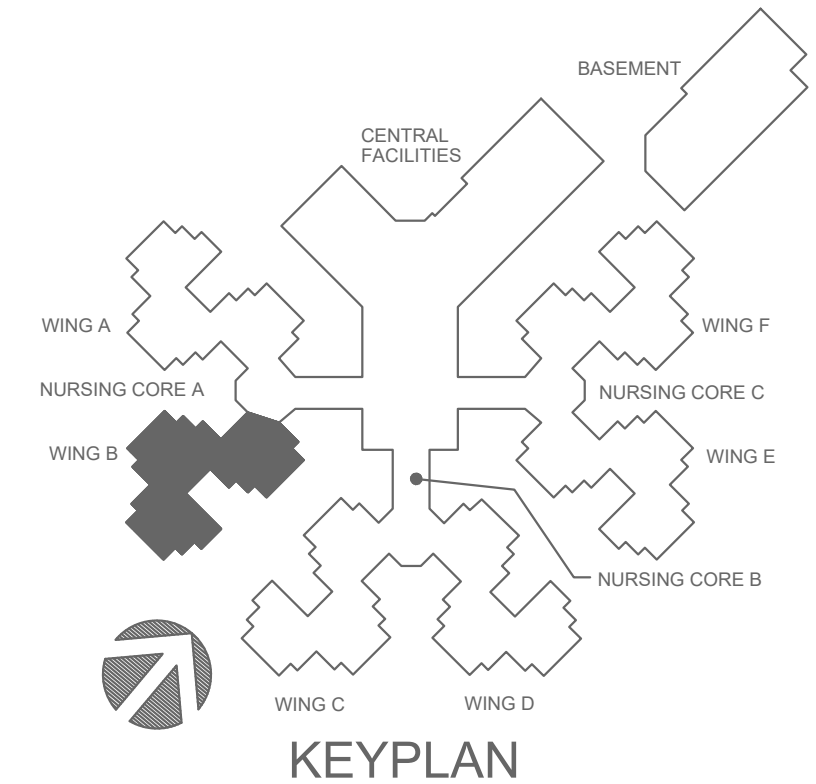 BASEMENT
CENTRAL
FACILITIES
WING A
WING F
NURSING CORE A
NURSING CORE C
WING B
WING E
NURSING CORE B
WING C
WING D
KEYPLAN